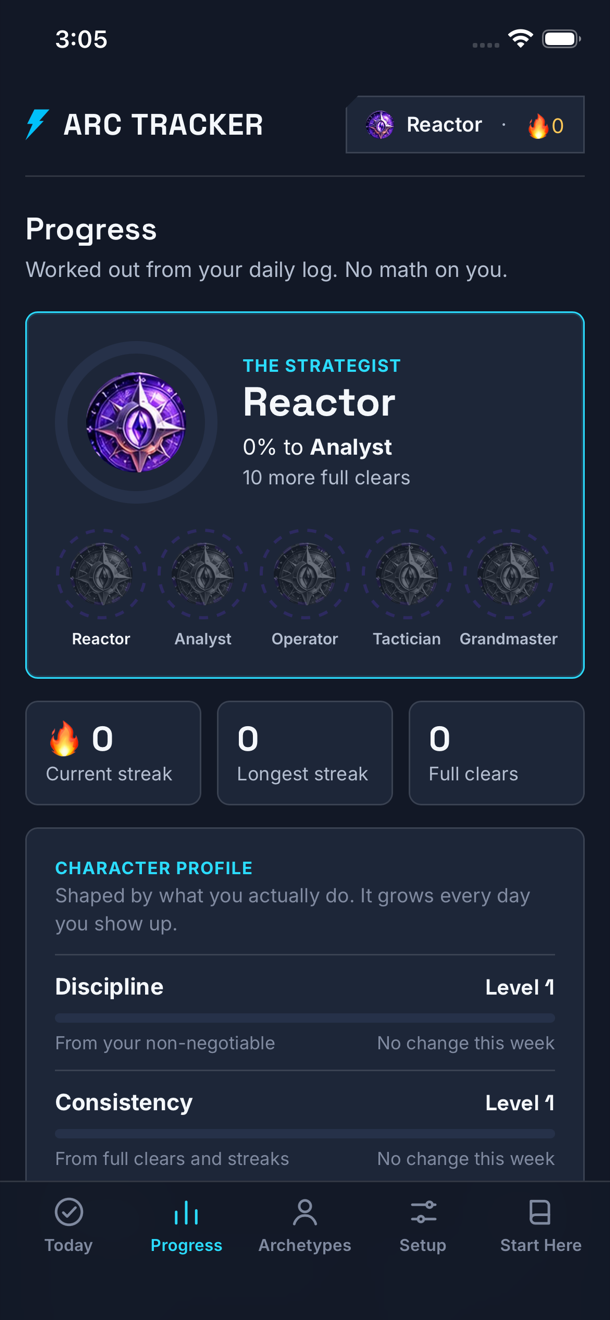 3:05
ARC TRACKER
Reactor · 🔥0
Progress
Worked out from your daily log. No math on you.
THE STRATEGIST
Reactor
0% to Analyst
10 more full clears
Reactor Analyst Operator Tactician Grandmaster
🔥 0
Current streak
0
Longest streak
0
Full clears
CHARACTER PROFILE
Shaped by what you actually do. It grows every day
you show up.
Discipline Level 1
From your non-negotiable No change this week
Consistency Level 1
From full clears and streaks No change this week
Today Progress Archetypes Setup Start Here